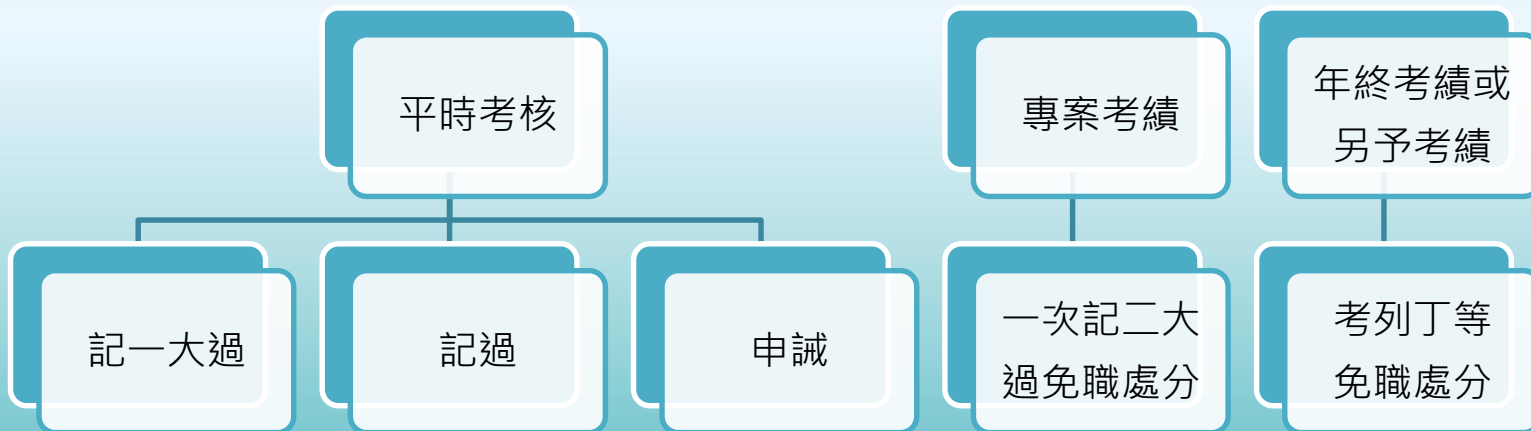 平時考核
專案考績
年終考績或
另予考績
記一大過
記過
申誡
一次記二大
過免職處分
考列丁等
免職處分